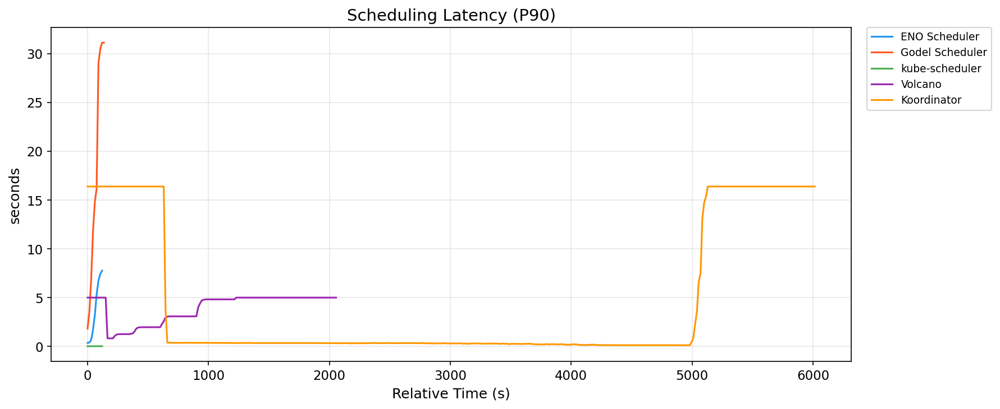 Scheduling Latency (P90)
ENO Scheduler
Godel Scheduler
kube-scheduler
Volcano
Koordinator
seconds
30
25
20
15
10
5
0
0 1000 2000 3000 4000 5000 6000
Relative Time (s)